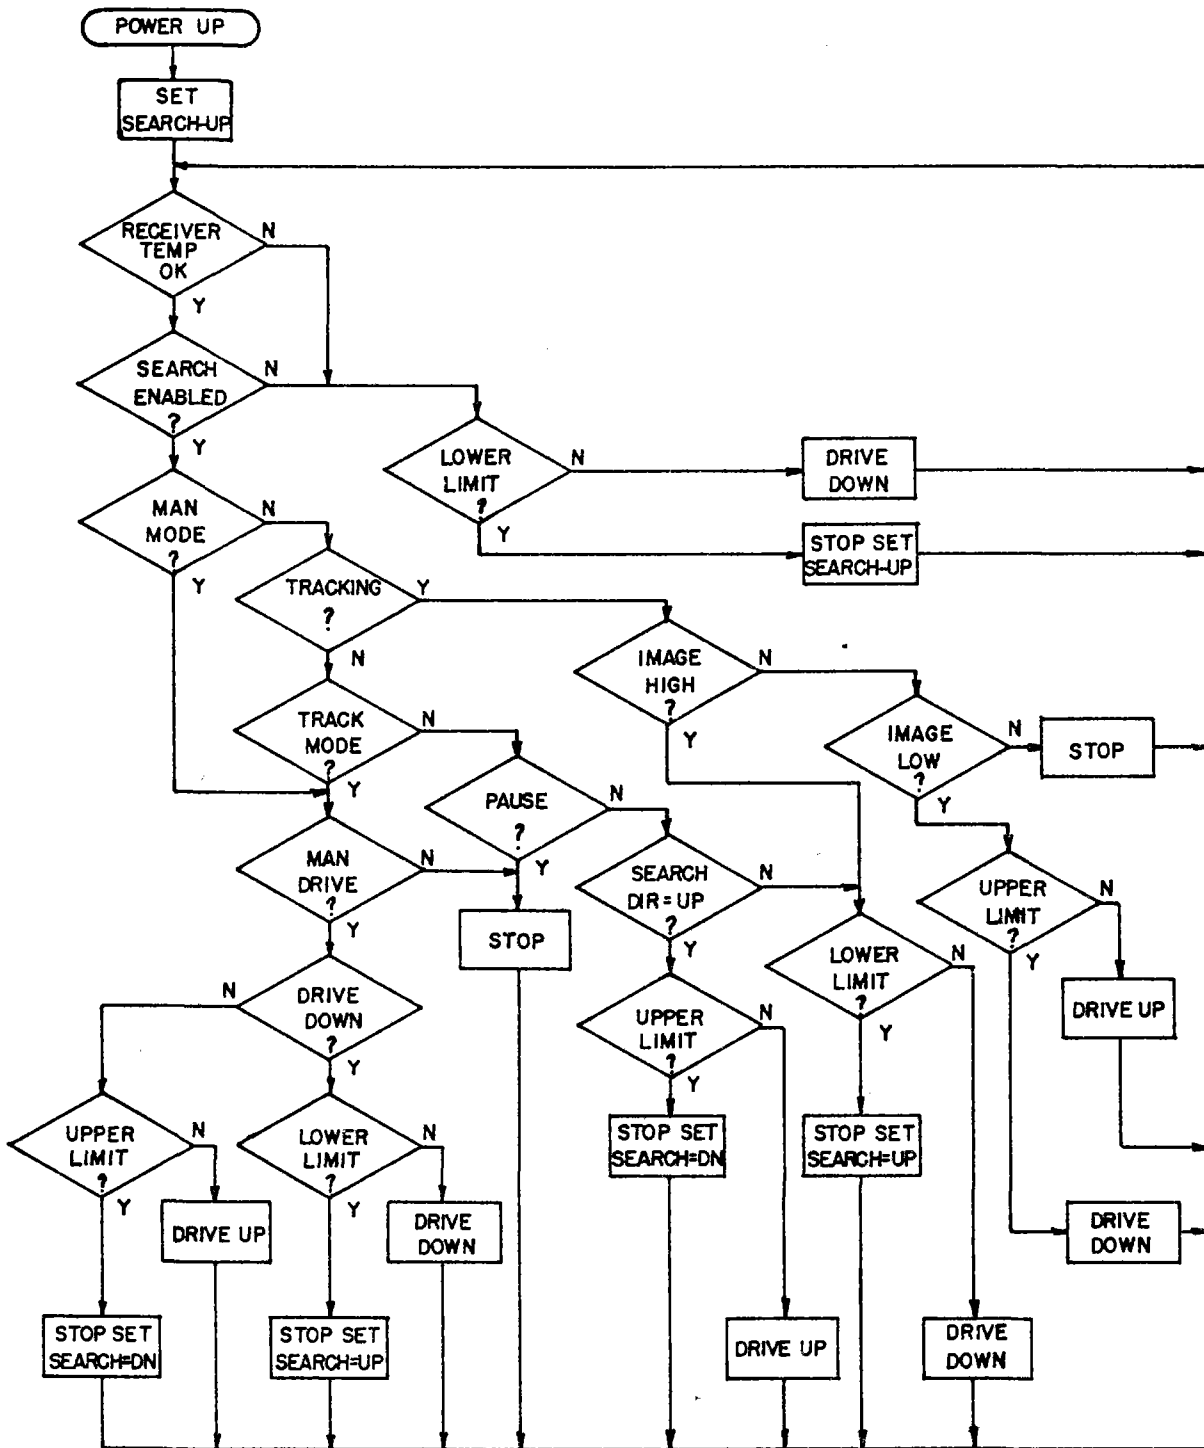 POWER UP
SET
SEARCH-UP
RECEIVER
TEMP
OK
N
Y
SEARCH
ENABLED
?
N
Y
LOWER
LIMIT
?
N
Y
DRIVE
DOWN
MAN
MODE
?
N
Y
STOP SET
SEARCH-UP
TRACKING
?
Y
N
IMAGE
HIGH
?
N
Y
TRACK
MODE
?
N
Y
IMAGE
LOW
?
N
Y
STOP
PAUSE
?
N
Y
MAN
DRIVE
?
N
Y
SEARCH
DIR=UP
?
N
Y
UPPER
LIMIT
?
N
Y
STOP
LOWER
LIMIT
?
N
Y
DRIVE
DOWN
?
N
Y
UPPER
LIMIT
?
N
Y
DRIVE UP
UPPER
LIMIT
?
N
Y
LOWER
LIMIT
?
N
Y
STOP SET
SEARCH=DN
STOP SET
SEARCH=UP
DRIVE UP
DRIVE
DOWN
DRIVE
DOWN
STOP SET
SEARCH=DN
STOP SET
SEARCH=UP
DRIVE UP
DRIVE
DOWN